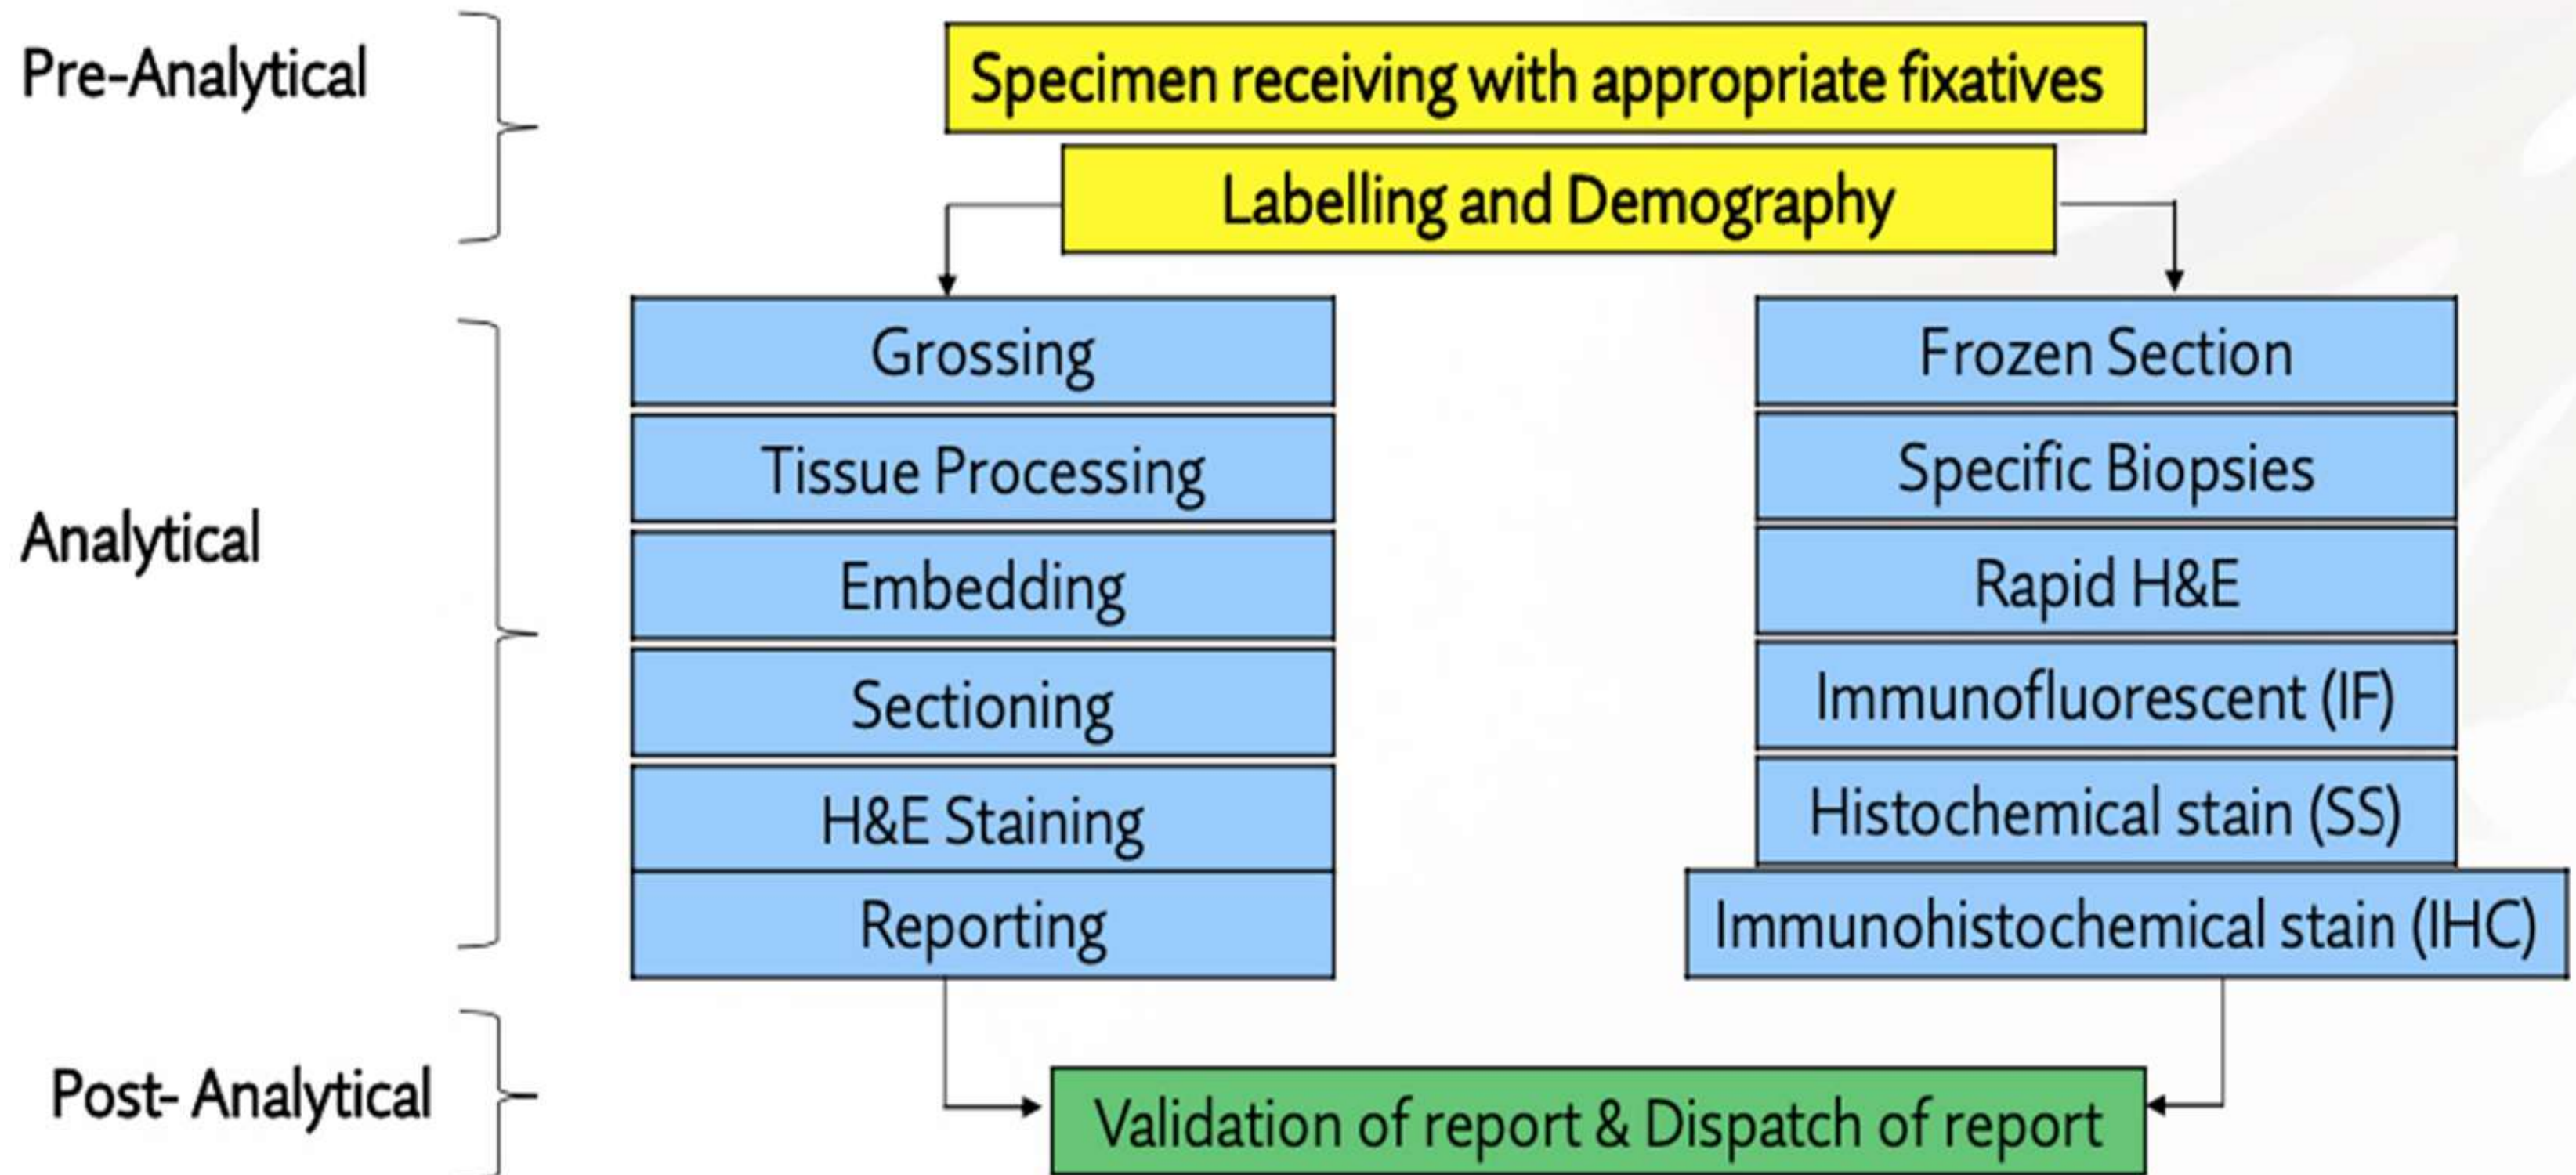 Pre-Analytical
Specimen receiving with appropriate fixatives
Labelling and Demography
Analytical
Grossing
Tissue Processing
Embedding
Sectioning
H&E Staining
Reporting
Frozen Section
Specific Biopsies
Rapid H&E
Immunofluorescent (IF)
Histochemical stain (SS)
Immunohistochemical stain (IHC)
Post- Analytical
Validation of report & Dispatch of report